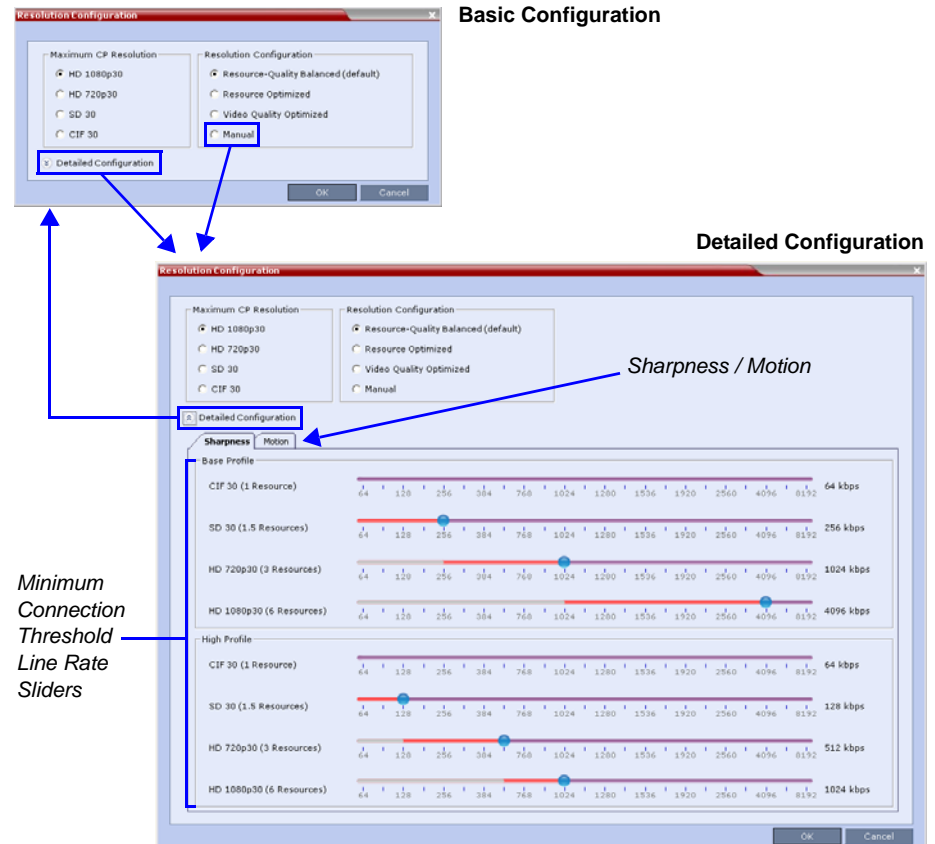 Basic Configuration
Resolution Configuration
x
Maximum CP Resolution
HD 1080p30
HD 720p30
SD 30
CIF 30
Resolution Configuration
Resource-Quality Balanced (default)
Resource Optimized
Video Quality Optimized
Manual
Detailed Configuration
OK
Cancel
Detailed Configuration
Resolution Configuration
x
Maximum CP Resolution
HD 1080p30
HD 720p30
SD 30
CIF 30
Resolution Configuration
Resource-Quality Balanced (default)
Resource Optimized
Video Quality Optimized
Manual
Sharpness / Motion
Detailed Configuration
Sharpness
Motion
Minimum
Connection
Threshold
Line Rate
Sliders
Base Profile
CIF 30 (1 Resource)
64 128 256 384 768 1024 1280 1536 1920 2560 4096 8192
64 kbps
SD 30 (1.5 Resources)
64 128 256 384 768 1024 1280 1536 1920 2560 4096 8192
256 kbps
HD 720p30 (3 Resources)
64 128 256 384 768 1024 1280 1536 1920 2560 4096 8192
1024 kbps
HD 1080p30 (6 Resources)
64 128 256 384 768 1024 1280 1536 1920 2560 4096 8192
4096 kbps
High Profile
CIF 30 (1 Resource)
64 128 256 384 768 1024 1280 1536 1920 2560 4096 8192
64 kbps
SD 30 (1.5 Resources)
64 128 256 384 768 1024 1280 1536 1920 2560 4096 8192
128 kbps
HD 720p30 (3 Resources)
64 128 256 384 768 1024 1280 1536 1920 2560 4096 8192
512 kbps
HD 1080p30 (6 Resources)
64 128 256 384 768 1024 1280 1536 1920 2560 4096 8192
1024 kbps
OK
Cancel